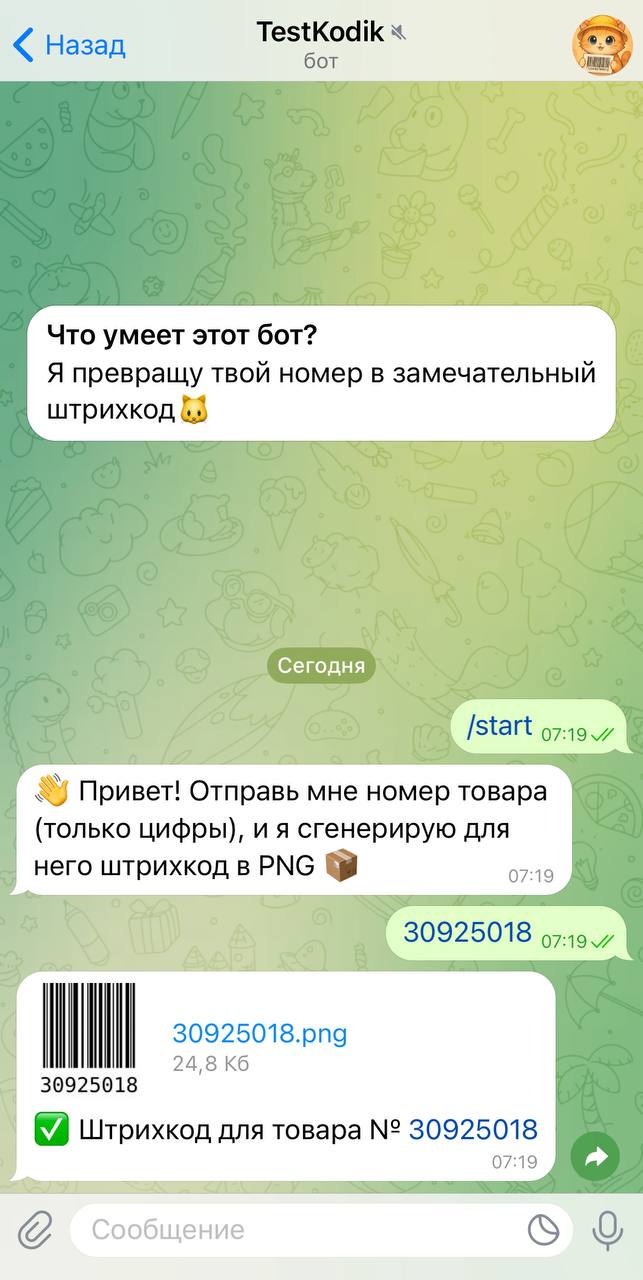 Назад
TestKodik
бот
Что умеет этот бот?
Я превращу твой номер в замечательный
штрихкод🐱
Сегодня
/start 07:19
👋 Привет! Отправь мне номер товара
(только цифры), и я сгенерирую для
него штрихкод в PNG 📦 07:19
30925018 07:19
30925018
30925018.png
24,8 Кб
✅ Штрихкод для товара № 30925018
07:19
Сообщение